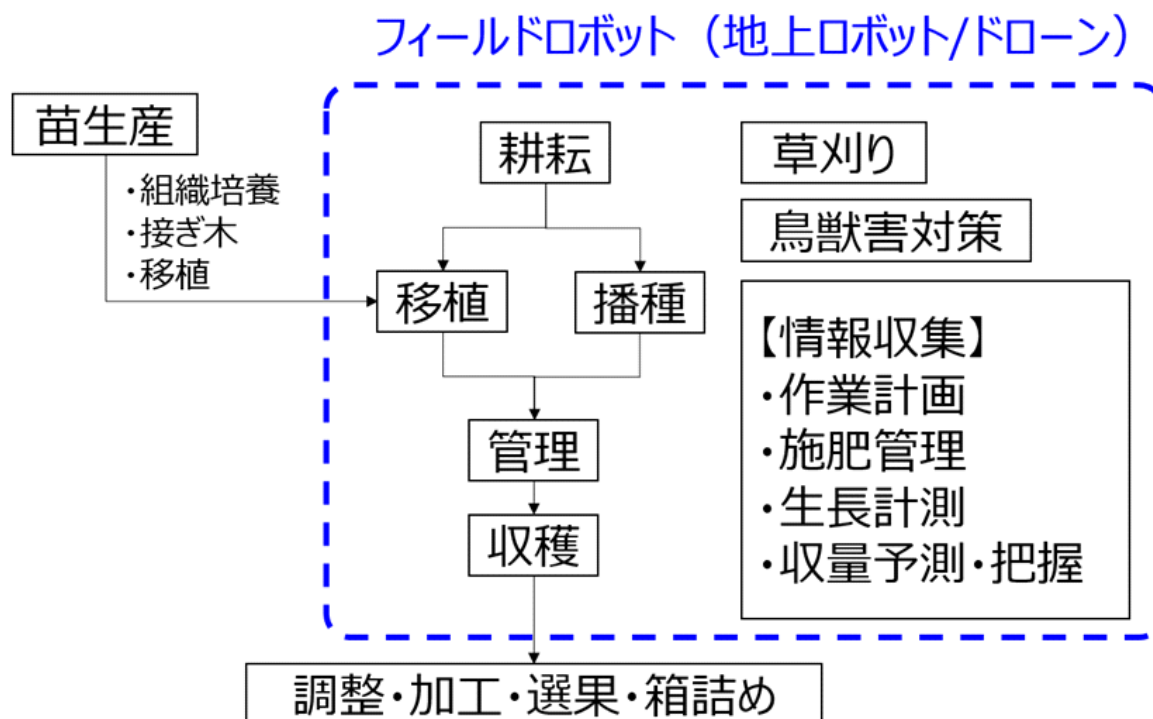 フィールドロボット（地上ロボット/ドローン）
苗生産
・組織培養
・接ぎ木
・移植
耕耘
草刈り
鳥獣害対策
移植
播種
【情報収集】
・作業計画
・施肥管理
・生長計測
・収量予測・把握
管理
収穫
調整・加工・選果・箱詰め